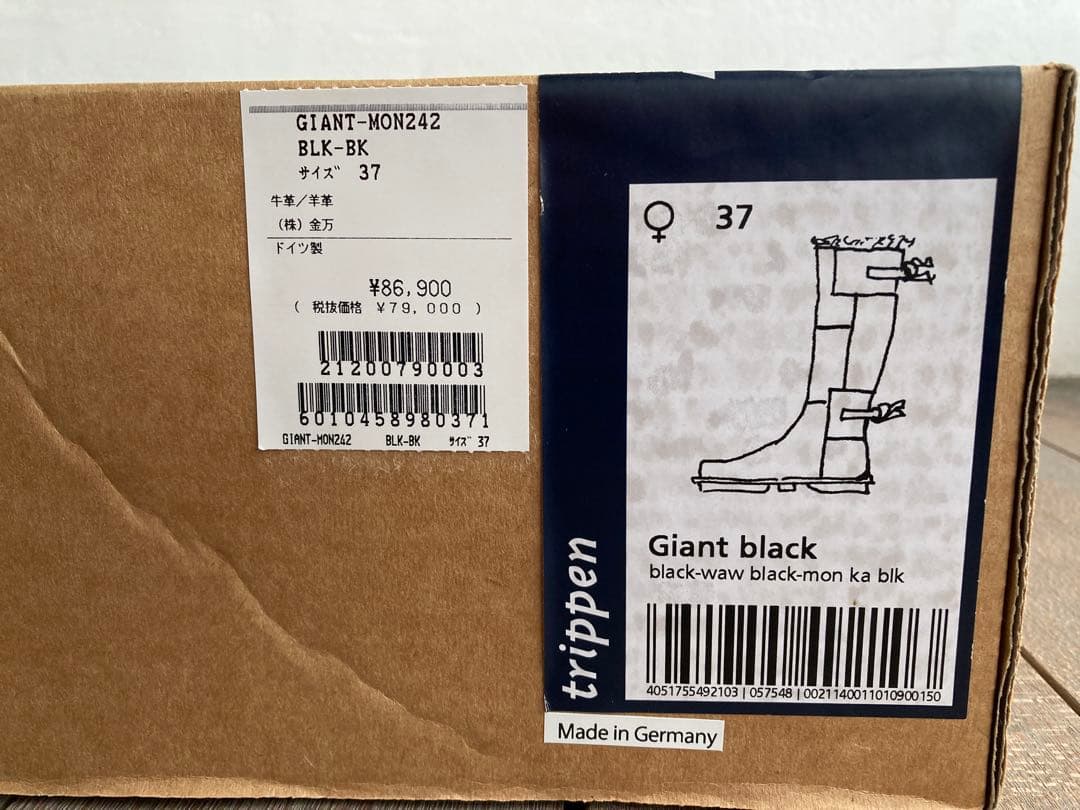 GIANT-MON242
BLK-BK
サイズ 37
牛革/羊革
(株)金万
ドイツ製
¥86,900
( 税抜価格 ¥79,000 )
21200790003
6010458980371
GIANT-MON242 BLK-BK サイズ 37
♀ 37
Giant black
black-waw black-mon ka blk
4051755492103 | 057548 | 0021140011010900150
trippen
Made in Germany